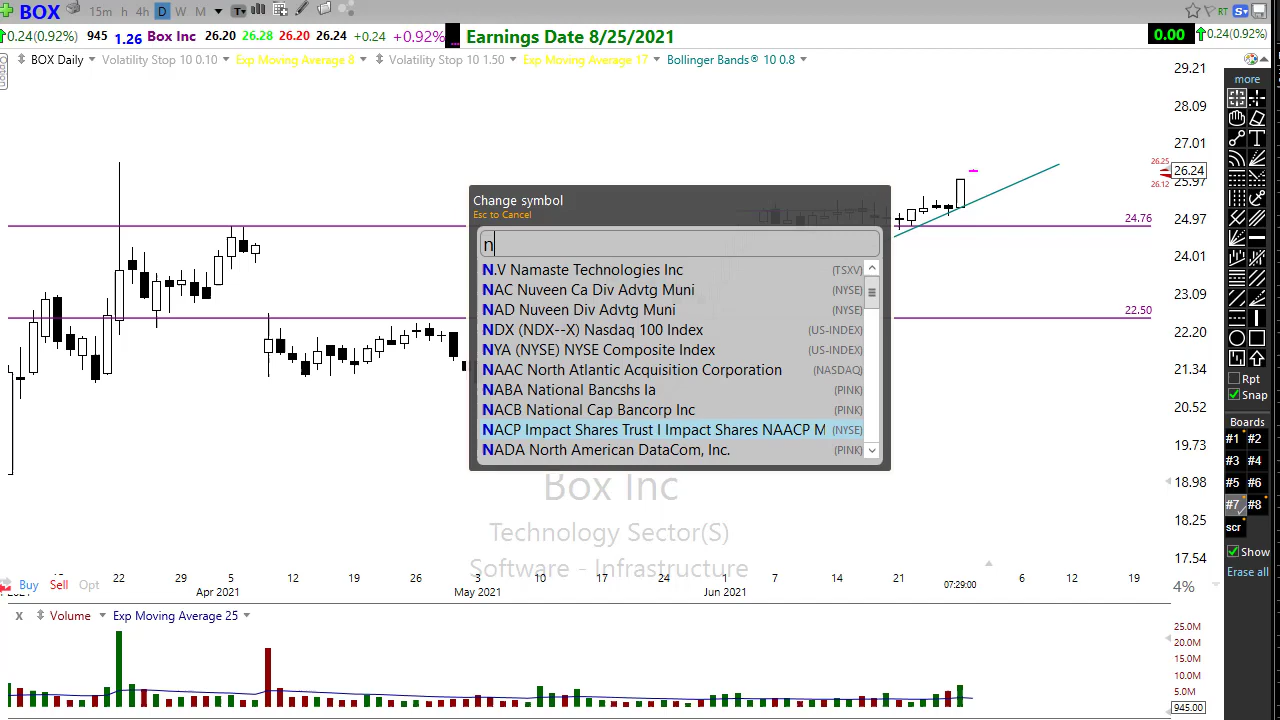 BOX 15m h 4h D W M T RT S
0.24(0.92%) 945 1.26 Box Inc 26.20 26.28 26.20 26.24 +0.24 +0.92% Earnings Date 8/25/2021 0.00 0.24(0.92%)
BOX Daily Volatility Stop 10 0.10 Exp Moving Average 8 Volatility Stop 10 1.50 Exp Moving Average 17 Bollinger Bands® 10 0.8
Option
29.21
28.09
27.01
26.25
26.24
26.12
25.97
24.97
24.76
24.01
23.09
22.50
22.20
21.34
20.52
19.73
18.98
18.25
17.54
Change symbol
Esc to Cancel
n
N.V Namaste Technologies Inc (TSXV)
NAC Nuveen Ca Div Advtg Muni (NYSE)
NAD Nuveen Div Advtg Muni (NYSE)
NDX (NDX--X) Nasdaq 100 Index (US-INDEX)
NYA (NYSE) NYSE Composite Index (US-INDEX)
NAAC North Atlantic Acquisition Corporation (NASDAQ)
NABA National Bancshs Ia (PINK)
NACB National Cap Bancorp Inc (PINK)
NACP Impact Shares Trust I Impact Shares NAACP M (NYSE)
NADA North American DataCom, Inc. (PINK)
Box Inc
Technology Sector(S)
Software - Infrastructure
more
Rpt
Snap
Boards
#1 #2
#3 #4
#5 #6
#7 #8
scr
Show
Erase all
22 29 5 12 19 26 3 10 17 24 1 7 14 21 07:29:00 6 12 19
Buy Sell Opt
Apr 2021 May 2021 Jun 2021
4%
x Volume Exp Moving Average 25
25.0M
20.0M
15.0M
10.0M
5.0M
945.00